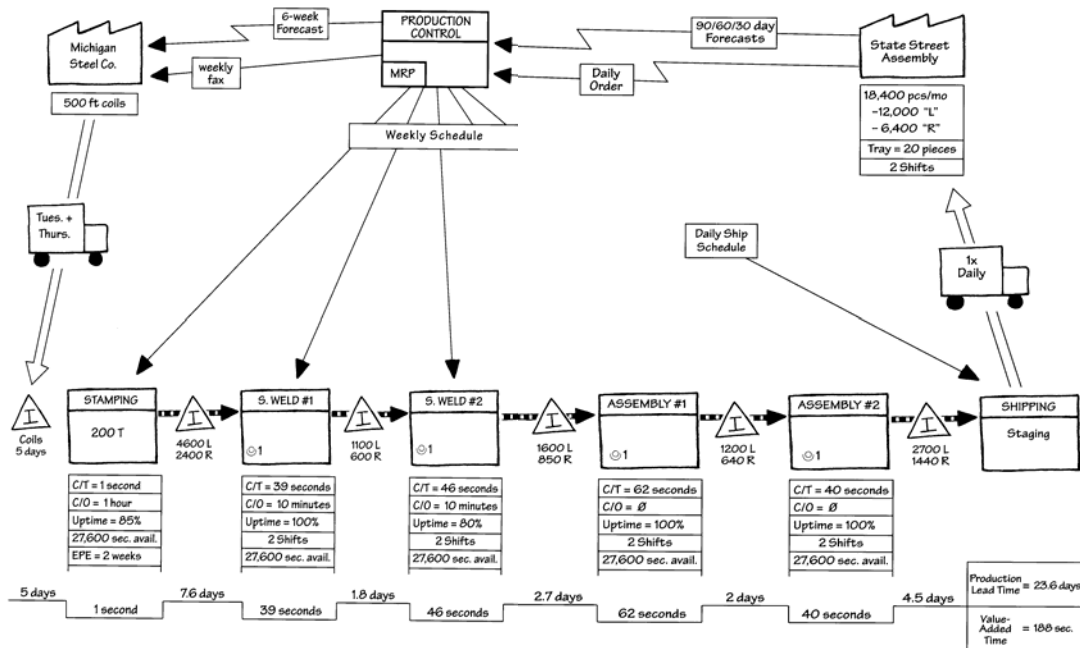 Michigan
Steel Co.
500 ft coils
6-week
Forecast
weekly
fax
PRODUCTION
CONTROL
MRP
Weekly Schedule
90/60/30 day
Forecasts
Daily
Order
State Street
Assembly
18,400 pcs/mo
-12,000 "L"
- 6,400 "R"
Tray = 20 pieces
2 Shifts
Tues. +
Thurs.
Daily Ship
Schedule
1x
Daily
I
Coils
5 days
STAMPING
200 T
C/T = 1 second
C/O = 1 hour
Uptime = 85%
27,600 sec. avail.
EPE = 2 weeks
I
4600 L
2400 R
S. WELD #1
1
C/T = 39 seconds
C/O = 10 minutes
Uptime = 100%
2 Shifts
27,600 sec. avail.
I
1100 L
600 R
S. WELD #2
1
C/T = 46 seconds
C/O = 10 minutes
Uptime = 80%
2 Shifts
27,600 sec. avail.
I
1600 L
850 R
ASSEMBLY #1
1
C/T = 62 seconds
C/O = Ø
Uptime = 100%
2 Shifts
27,600 sec. avail.
I
1200 L
640 R
ASSEMBLY #2
1
C/T = 40 seconds
C/O = Ø
Uptime = 100%
2 Shifts
27,600 sec. avail.
I
2700 L
1440 R
SHIPPING
Staging
5 days
1 second
7.6 days
39 seconds
1.8 days
46 seconds
2.7 days
62 seconds
2 days
40 seconds
4.5 days
Production
Lead Time = 23.6 days
Value-
Added = 188 sec.
Time